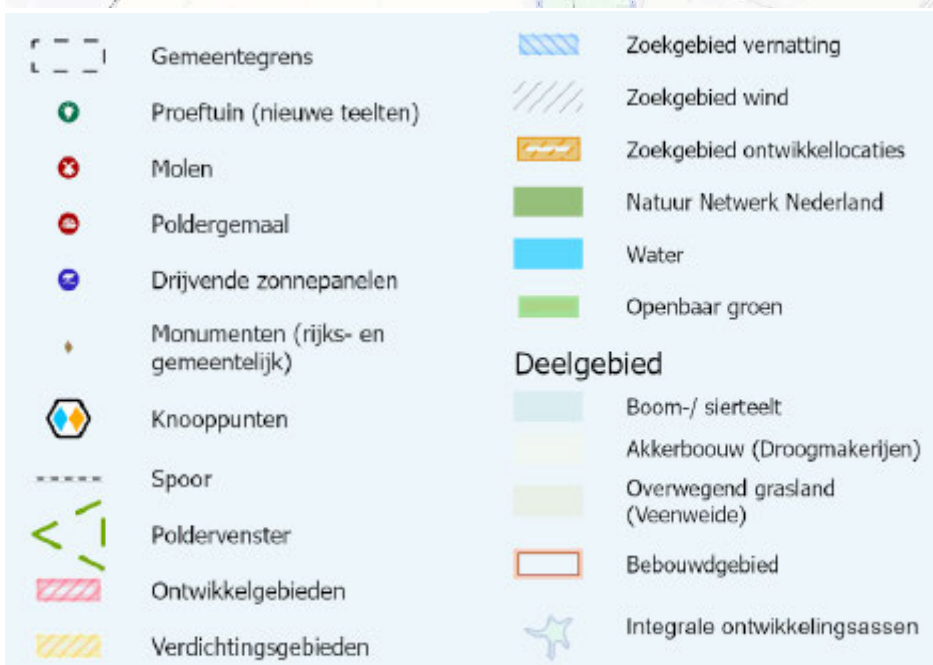 Gemeentegrens
Proeftuin (nieuwe teelten)
Molen
Poldergemaal
Drijvende zonnepanelen
Monumenten (rijks- en
gemeentelijk)
Knooppunten
Spoor
Poldervenster
Ontwikkelgebieden
Verdichtingsgebieden
Zoekgebied vernatting
Zoekgebied wind
Zoekgebied ontwikkellocaties
Natuur Netwerk Nederland
Water
Openbaar groen
Deelgebied
Boom-/ sierteelt
Akkerboouw (Droogmakerijen)
Overwegend grasland
(Veenweide)
Bebouwdgebied
Integrale ontwikkelingsassen